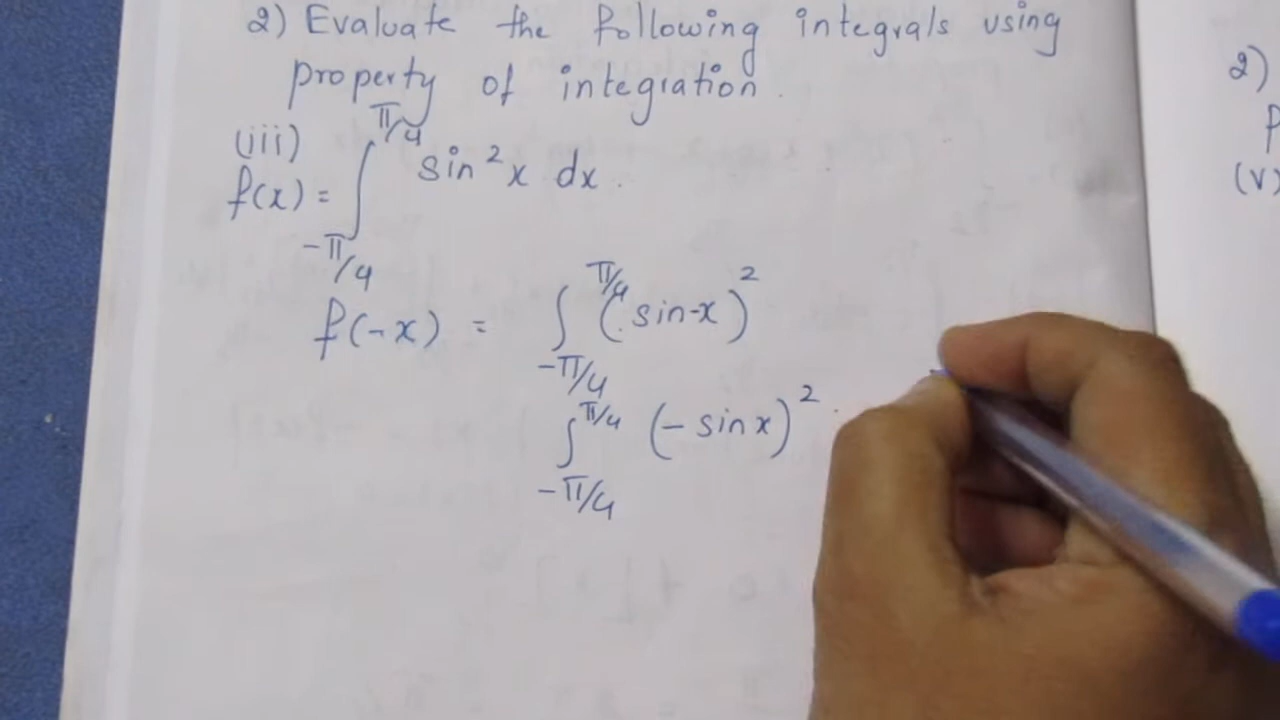 2) Evaluate the following integrals using
property of integration.
(iii)
f(x) = ∫_{-π/4}^{π/4} sin²x dx.
f(-x) = ∫_{-π/4}^{π/4} (sin-x)²
∫_{-π/4}^{π/4} (-sinx)²
2)
P
(v)